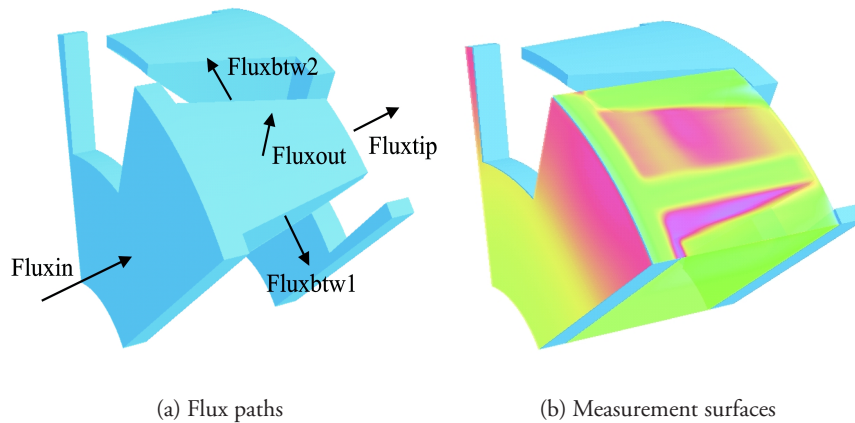 Fluxbtw2
Fluxout
Fluxtip
Fluxin
Fluxbtw1
(a) Flux paths
(b) Measurement surfaces